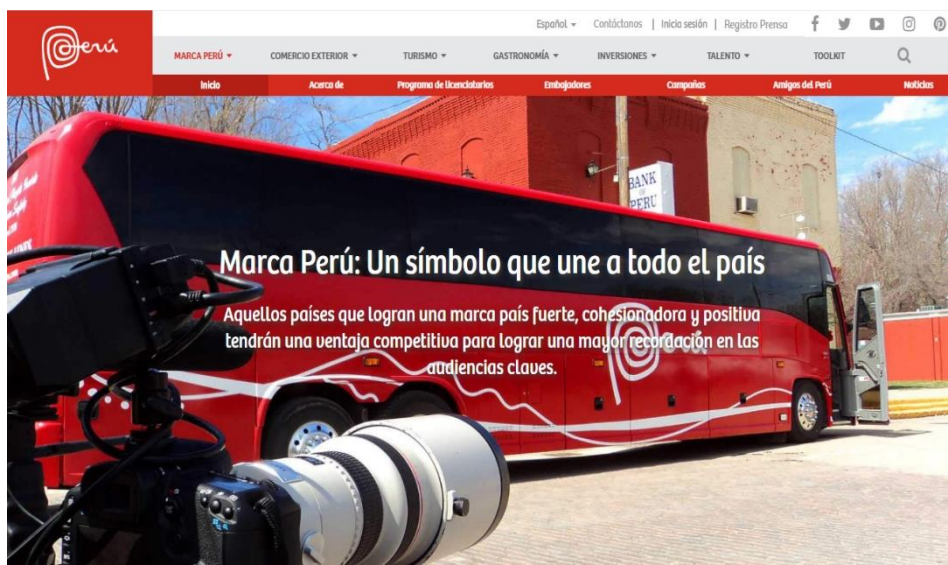 Español
Contáctanos | Inicia sesión | Registro Prensa
Perú
MARCA PERÚ
COMERCIO EXTERIOR
TURISMO
GASTRONOMÍA
INVERSIONES
TALENTO
TOOLKIT
Inicio
Acerca de
Programa de licenciatarios
Embajadores
Campañas
Amigos del Perú
Noticias
BANK
OF
PERU
Marca Perú: Un símbolo que une a todo el país
Aquellos países que logran una marca país fuerte, cohesionadora y positiva
tendrán una ventaja competitiva para lograr una mayor recordación en las
audiencias claves.
Perú